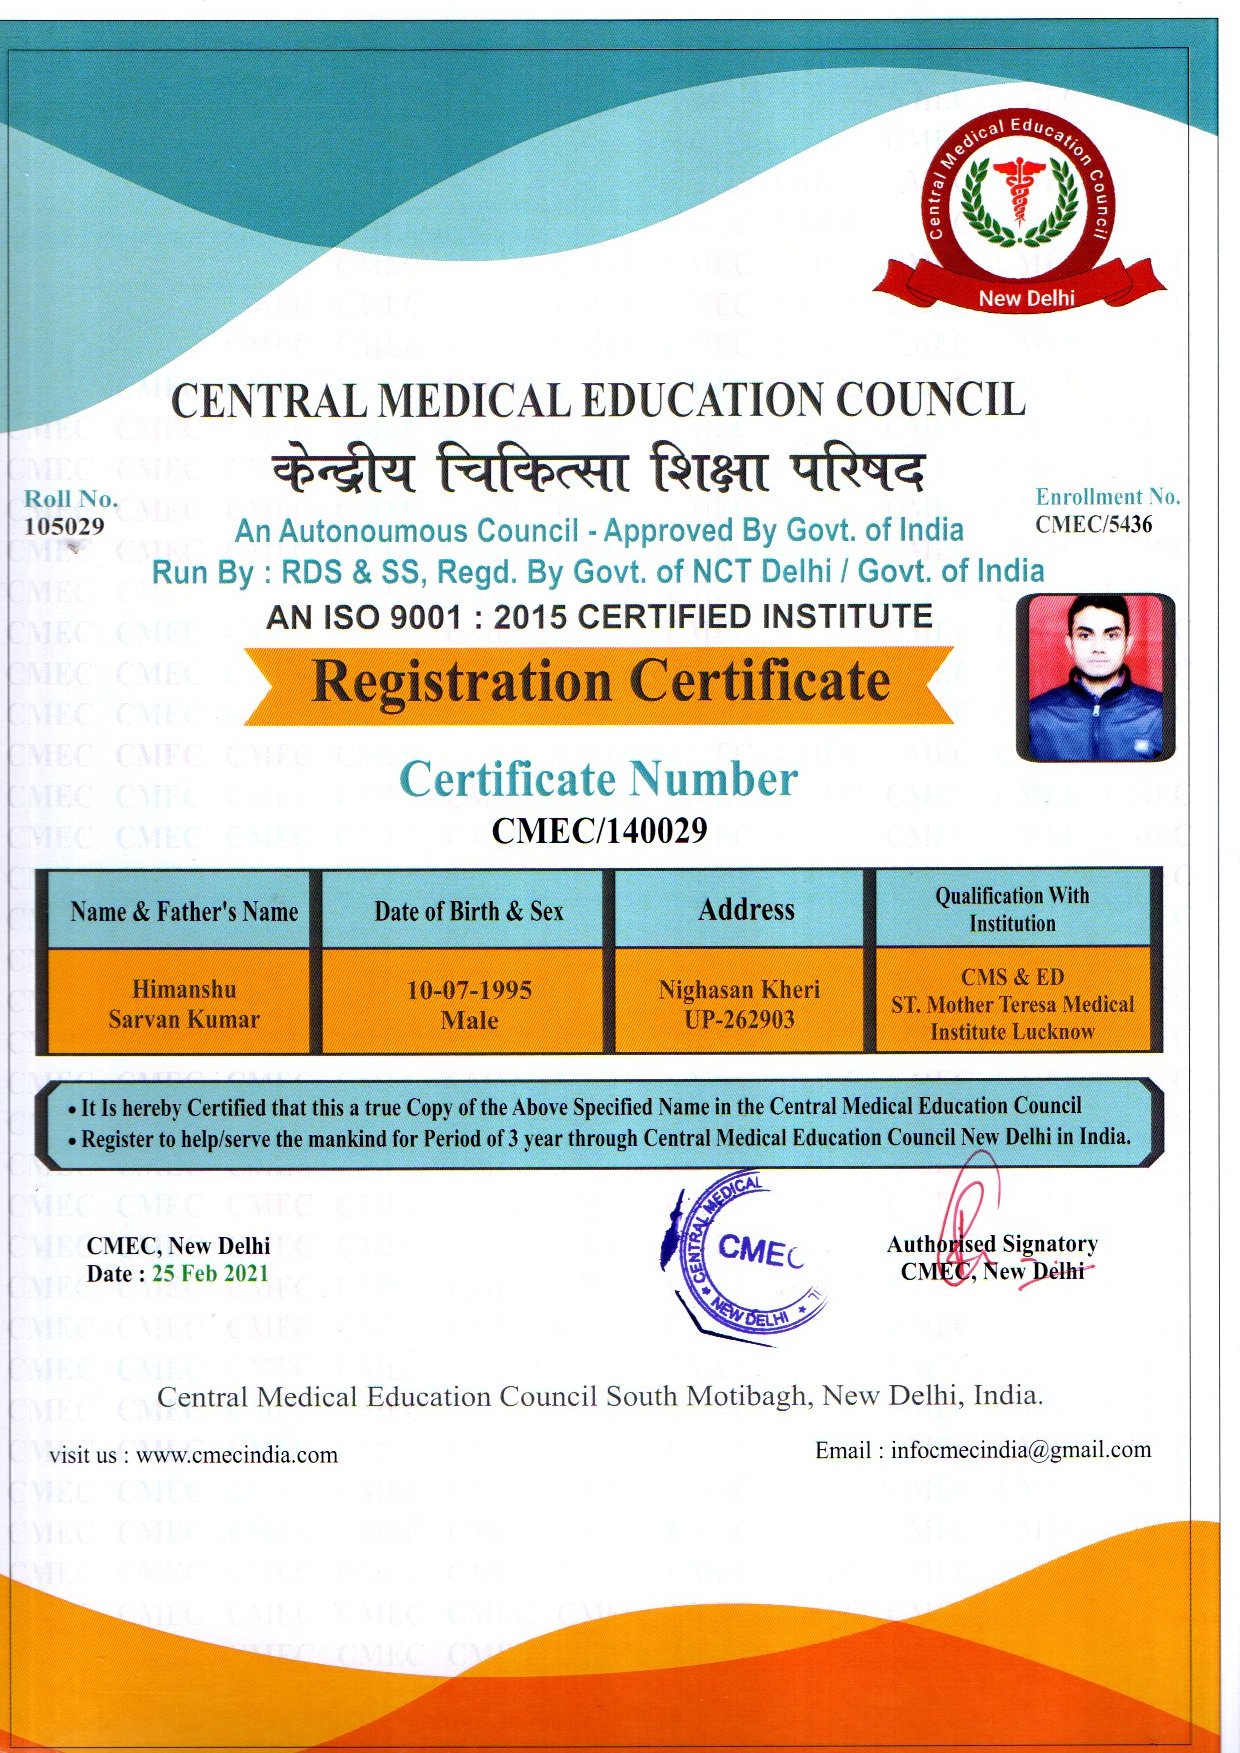 Central Medical Education Council
New Delhi
CENTRAL MEDICAL EDUCATION COUNCIL
केन्द्रीय चिकित्सा शिक्षा परिषद
Roll No.
105029
Enrollment No.
CMEC/5436
An Autonoumous Council - Approved By Govt. of India
Run By : RDS & SS, Regd. By Govt. of NCT Delhi / Govt. of India
AN ISO 9001 : 2015 CERTIFIED INSTITUTE
Registration Certificate
Certificate Number
CMEC/140029
Name & Father's Name
Date of Birth & Sex
Address
Qualification With
Institution
Himanshu
Sarvan Kumar
10-07-1995
Male
Nighasan Kheri
UP-262903
CMS & ED
ST. Mother Teresa Medical
Institute Lucknow
• It Is hereby Certified that this a true Copy of the Above Specified Name in the Central Medical Education Council
• Register to help/serve the mankind for Period of 3 year through Central Medical Education Council New Delhi in India.
CMEC, New Delhi
Date : 25 Feb 2021
CENTRAL MEDICAL
CMEC
NEW DELHI
Authorised Signatory
CMEC, New Delhi
Central Medical Education Council South Motibagh, New Delhi, India.
visit us : www.cmecindia.com
Email : infocmecindia@gmail.com